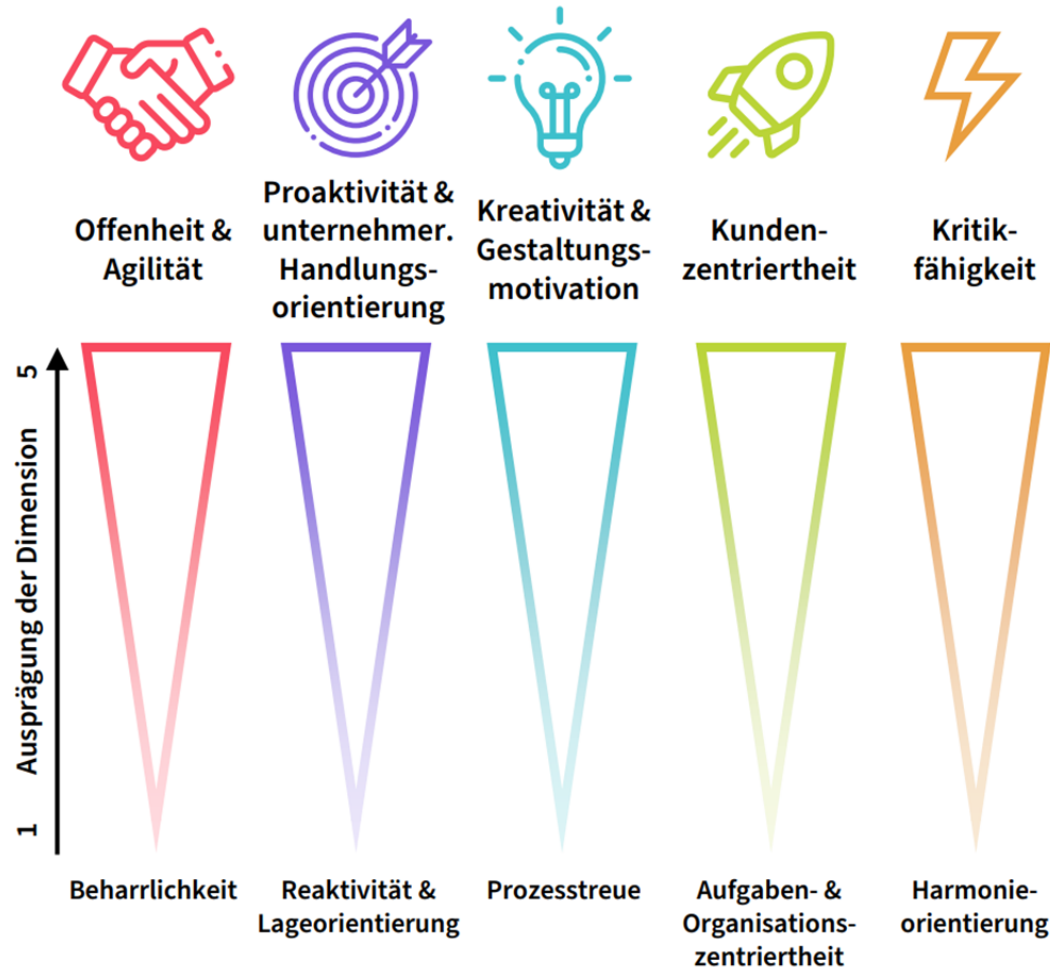 Offenheit &
Agilität
Proaktivität &
unternehmer.
Handlungs-
orientierung
Kreativität &
Gestaltungs-
motivation
Kunden-
zentriertheit
Kritik-
fähigkeit
5
Ausprägung der Dimension
1
Beharrlichkeit
Reaktivität &
Lageorientierung
Prozesstreue
Aufgaben- &
Organisations-
zentriertheit
Harmonie-
orientierung